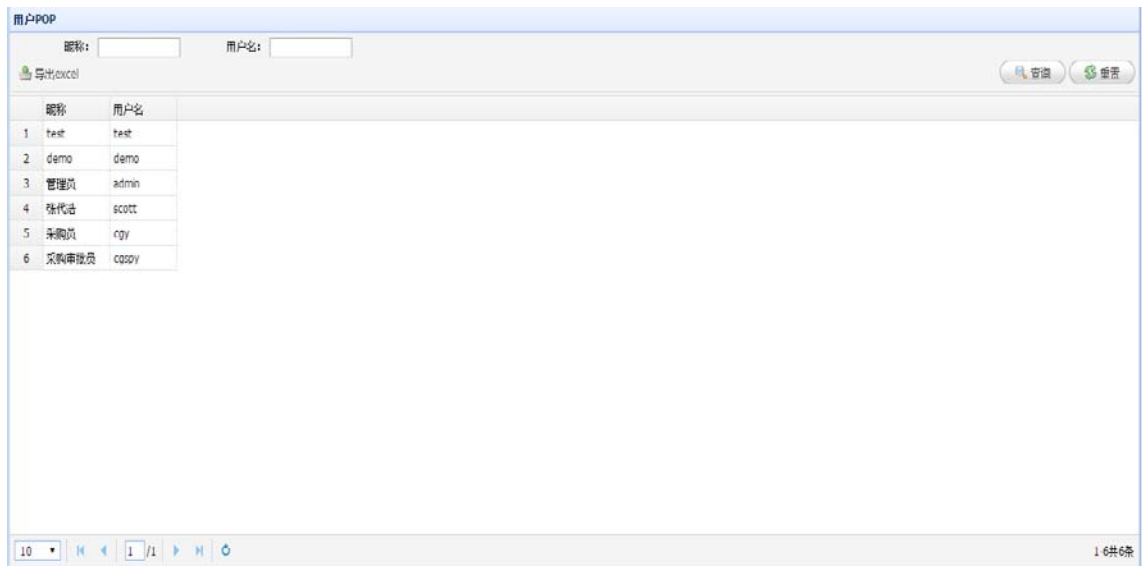 用户POP
昵称: 用户名:
导出excel 查询 重置
昵称 用户名
1 test test
2 demo demo
3 管理员 admin
4 张代浩 scott
5 采购员 cgy
6 采购审批员 cgspy
10 1 /1 1-6共6条